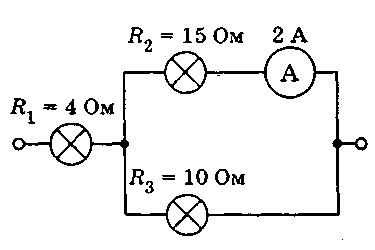 R₂ = 15 Ом
2 А
А
R₁ = 4 Ом
R₃ = 10 Ом